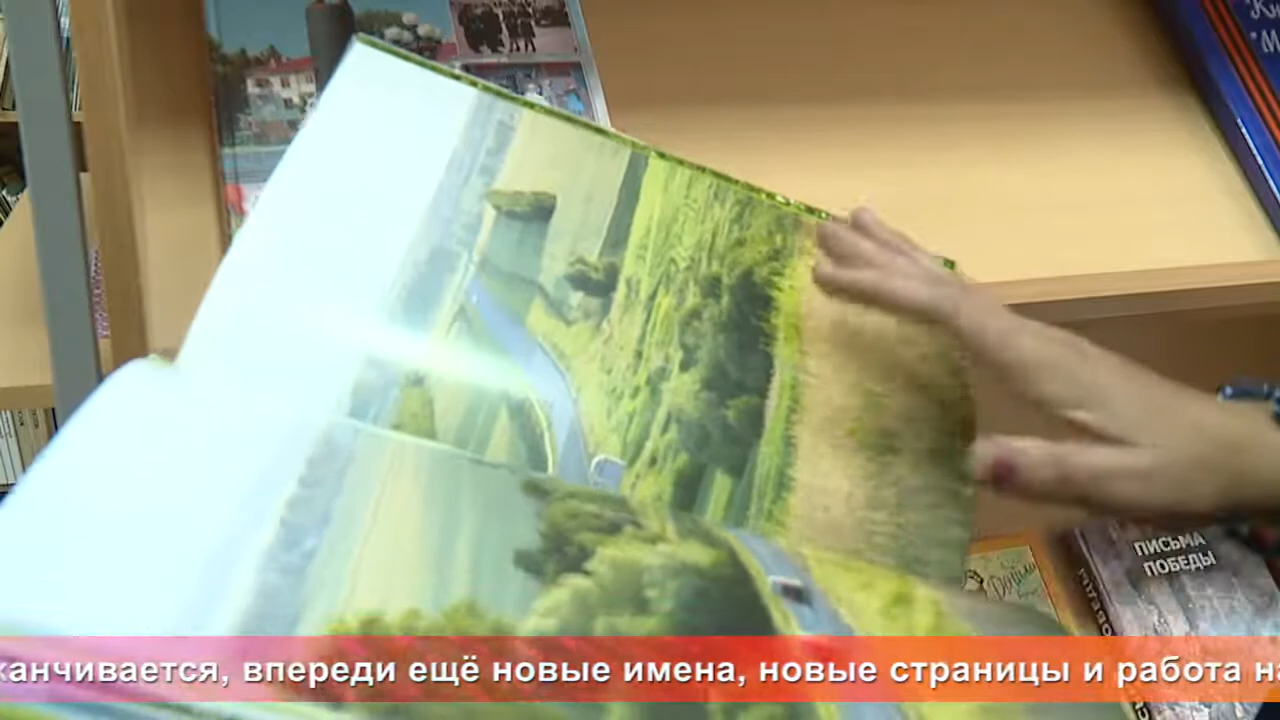 ПИСЬМА
ПОБЕДЫ
канчивается, впереди ещё новые имена, новые страницы и работа на